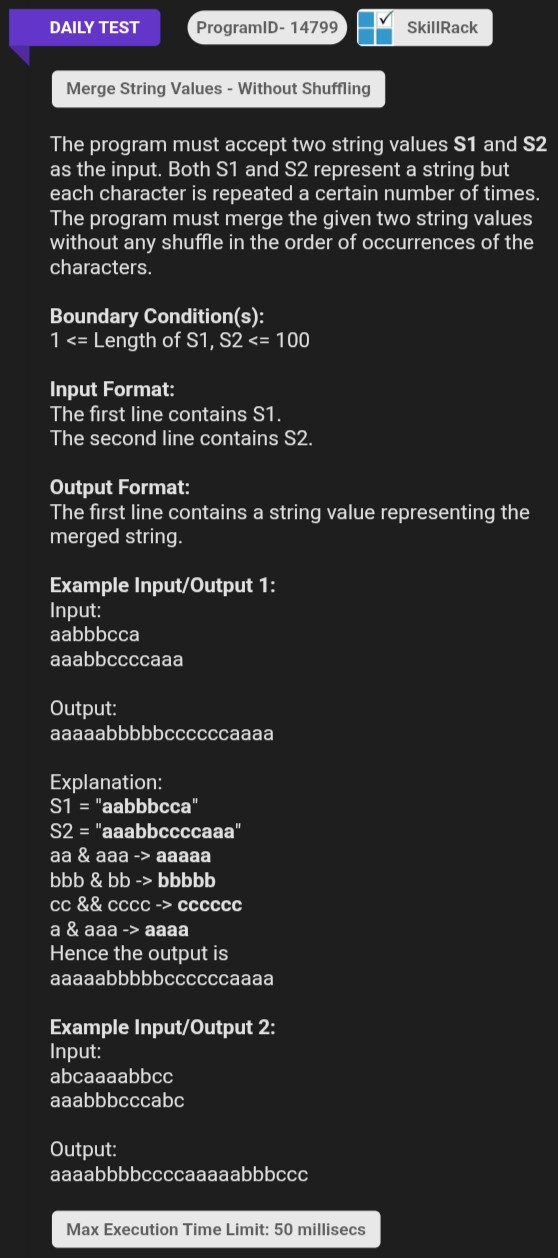 DAILY TEST
ProgramID- 14799
SkillRack
Merge String Values - Without Shuffling
The program must accept two string values S1 and S2
as the input. Both S1 and S2 represent a string but
each character is repeated a certain number of times.
The program must merge the given two string values
without any shuffle in the order of occurrences of the
characters.
Boundary Condition(s):
1 <= Length of S1, S2 <= 100
Input Format:
The first line contains S1.
The second line contains S2.
Output Format:
The first line contains a string value representing the
merged string.
Example Input/Output 1:
Input:
aabbbcca
aaabbccccaaa
Output:
aaaaabbbbbccccccaaaa
Explanation:
S1 = "aabbbcca"
S2 = "aaabbccccaaa"
aa & aaa -> aaaaa
bbb & bb -> bbbbb
cc && cccc -> cccccc
a & aaa -> aaaa
Hence the output is
aaaaabbbbbccccccaaaa
Example Input/Output 2:
Input:
abcaaaabbcc
aaabbbcccabc
Output:
aaaabbbbccccaaaaabbbccc
Max Execution Time Limit: 50 millisecs